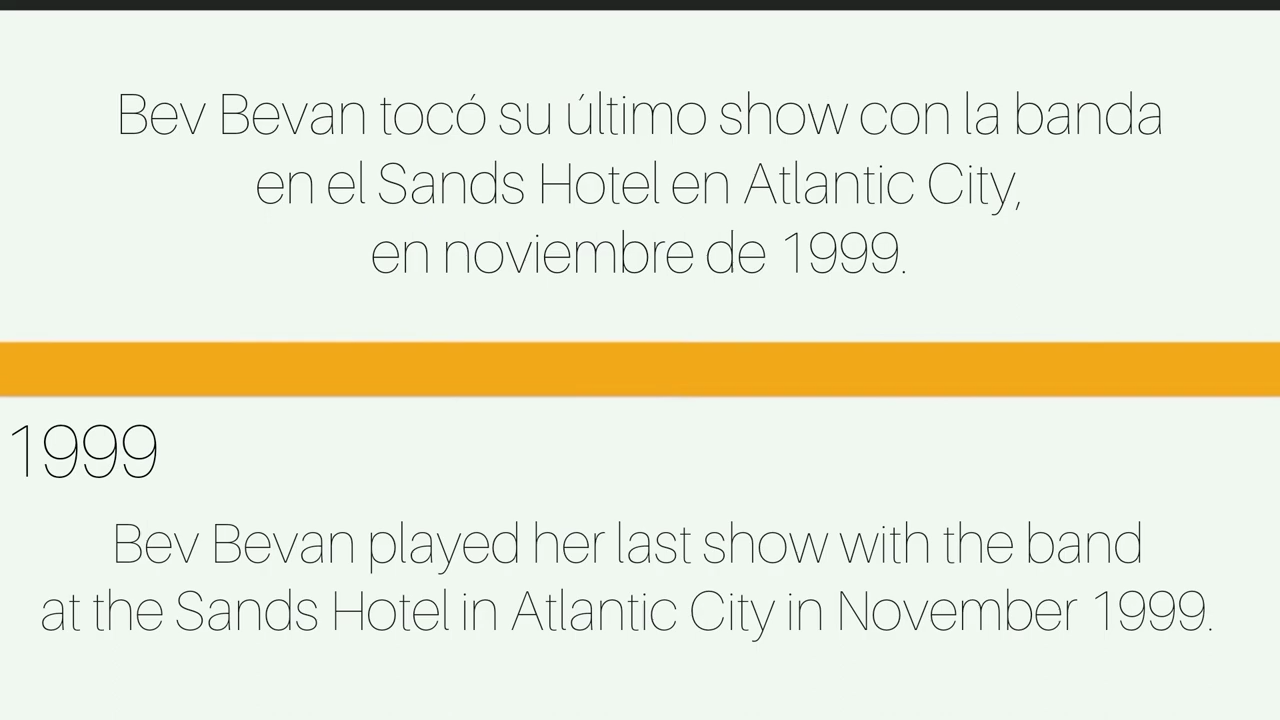 Bev Bevan tocó su último show con la banda
en el Sands Hotel en Atlantic City,
en noviembre de 1999.
1999
Bev Bevan played her last show with the band
at the Sands Hotel in Atlantic City in November 1999.